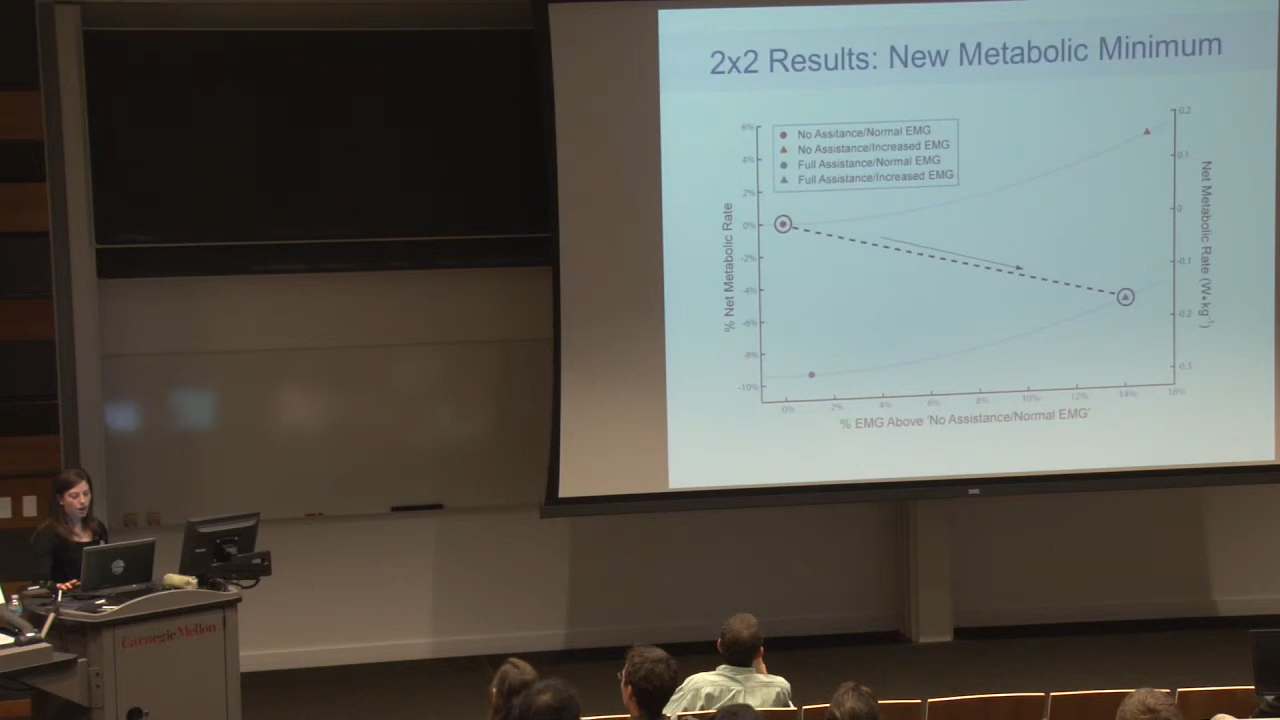 2x2 Results: New Metabolic Minimum
No Assitance/Normal EMG
No Assistance/Increased EMG
Full Assistance/Normal EMG
Full Assistance/Increased EMG
6%
4%
2%
0%
-2%
-4%
-6%
-8%
-10%
% Net Metabolic Rate
0.2
0.1
0
-0.1
-0.2
-0.3
Net Metabolic Rate (W•kg⁻¹)
0%
2%
4%
6%
8%
10%
12%
14%
16%
% EMG Above 'No Assistance/Normal EMG'
Carnegie Mellon